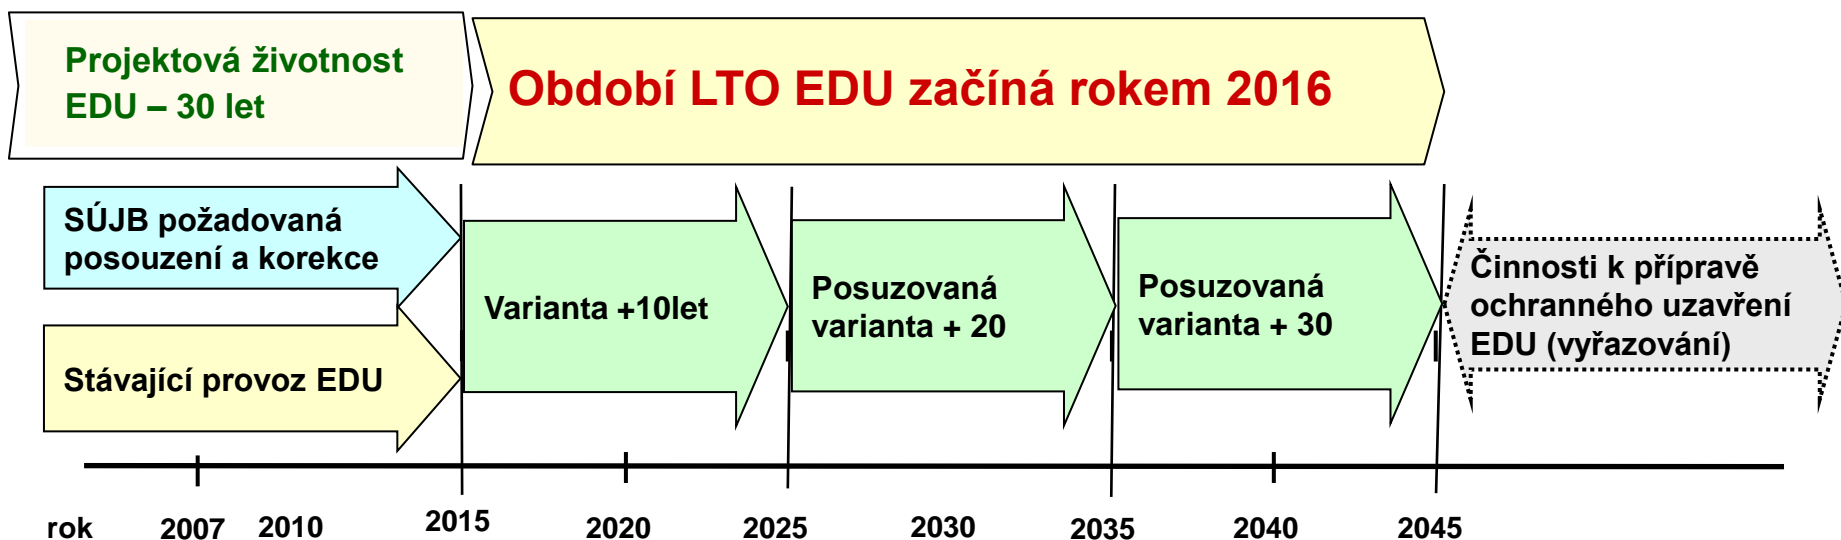 Projektová životnost
EDU – 30 let
Období LTO EDU začíná rokem 2016
SÚJB požadovaná
posouzení a korekce
Stávající provoz EDU
Varianta +10let
Posuzovaná
varianta + 20
Posuzovaná
varianta + 30
Činnosti k přípravě
ochranného uzavření
EDU (vyřazování)
rok 2007 2010 2015 2020 2025 2030 2035 2040 2045